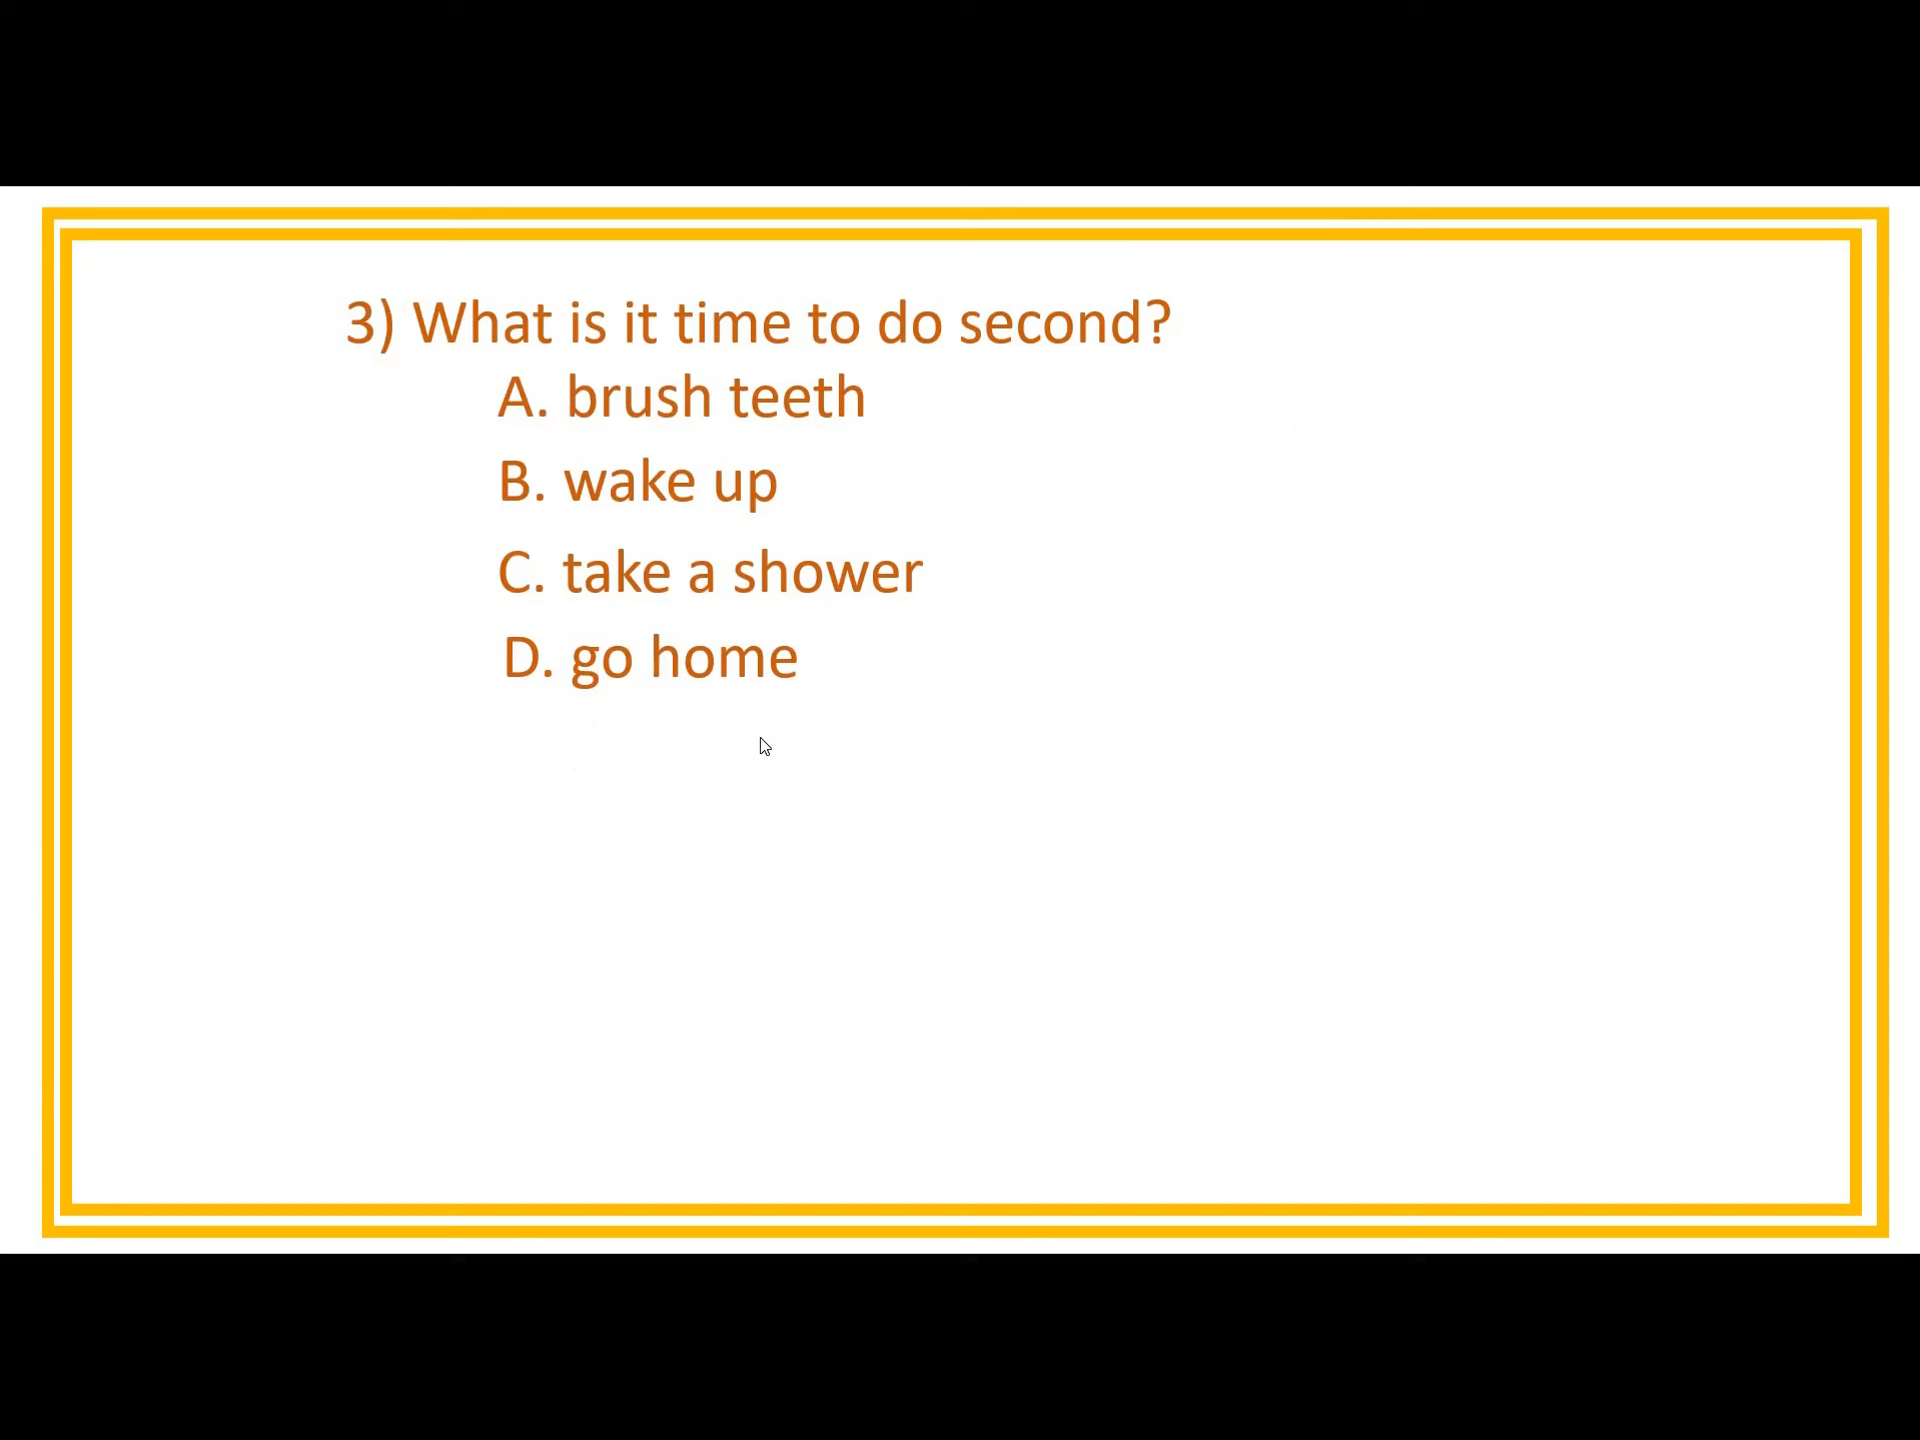 3) What is it time to do second?
A. brush teeth
B. wake up
C. take a shower
D. go home